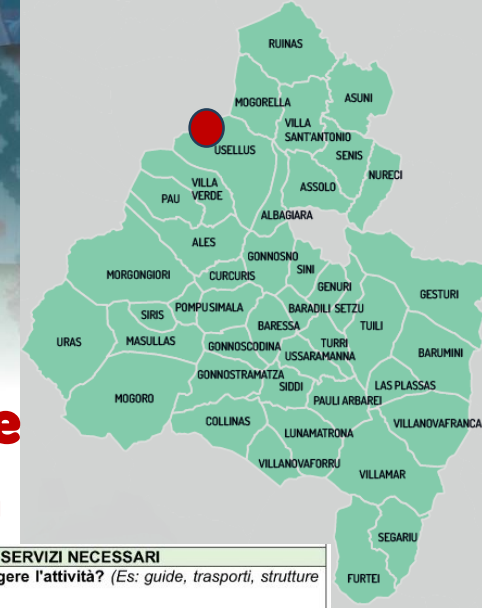 RUINAS
MOGORELLA
ASUNI
VILLA
SANT'ANTONIO
USELLUS
SENIS
NURECI
VILLA
VERDE
PAU
ASSOLO
ALBAGIARA
ALES
GONNOSNO
SINI
MORGONGIORI
CURCURIS
GENURI
GESTURI
SIRIS
POMPUSIMALA
BARADILI SETZU
BARESSA
TUILI
URAS
MASULLAS
GONNOSCODINA
TURRI
USSARAMANNA
BARUMINI
GONNOSTRAMATZA
SIDDI
LAS PLASSAS
MOGORO
PAULI ARBAREI
COLLINAS
VILLANOVAFRANCA
LUNAMATRONA
VILLANOVAFORRU
VILLAMAR
SEGARIU
FURTEI
e
SERVIZI NECESSARI
gere l'attività? (Es: guide, trasporti, strutture